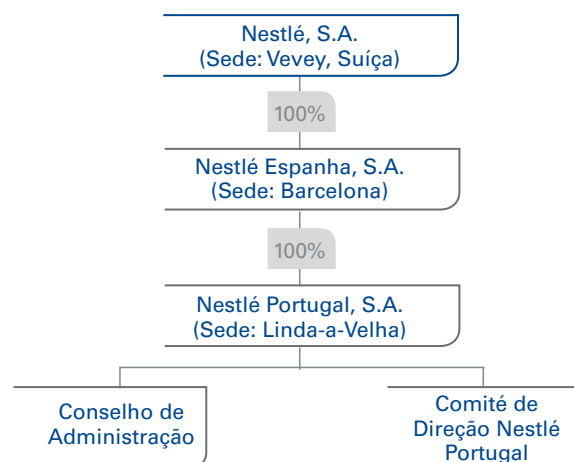 Nestlé, S.A.
(Sede: Vevey, Suíça)
100%
Nestlé Espanha, S.A.
(Sede: Barcelona)
100%
Nestlé Portugal, S.A.
(Sede: Linda-a-Velha)
Conselho de
Administração
Comité de
Direção Nestlé
Portugal